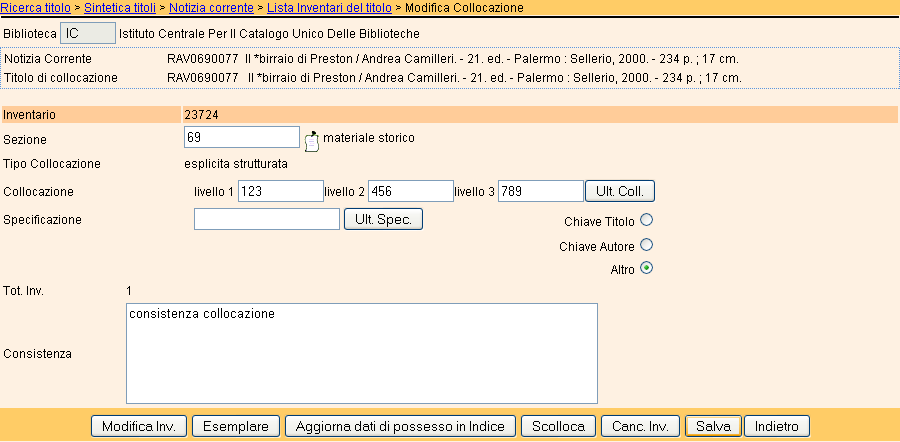 Ricerca titolo > Sintetica titoli > Notizia corrente > Lista Inventari del titolo > Modifica Collocazione
Biblioteca IC Istituto Centrale Per Il Catalogo Unico Delle Biblioteche
Notizia Corrente RAV0690077 Il *birraio di Preston / Andrea Camilleri. - 21. ed. - Palermo : Sellerio, 2000. - 234 p. ; 17 cm.
Titolo di collocazione RAV0690077 Il *birraio di Preston / Andrea Camilleri. - 21. ed. - Palermo : Sellerio, 2000. - 234 p. ; 17 cm.
Inventario 23724
Sezione 69 materiale storico
Tipo Collocazione esplicita strutturata
Collocazione livello 1 123 livello 2 456 livello 3 789 Ult. Coll.
Specificazione Ult. Spec. Chiave Titolo
Chiave Autore
Altro
Tot. Inv. 1
consistenza collocazione
Consistenza
Modifica Inv. Esemplare Aggiorna dati di possesso in Indice Scolloca Canc. Inv. Salva Indietro